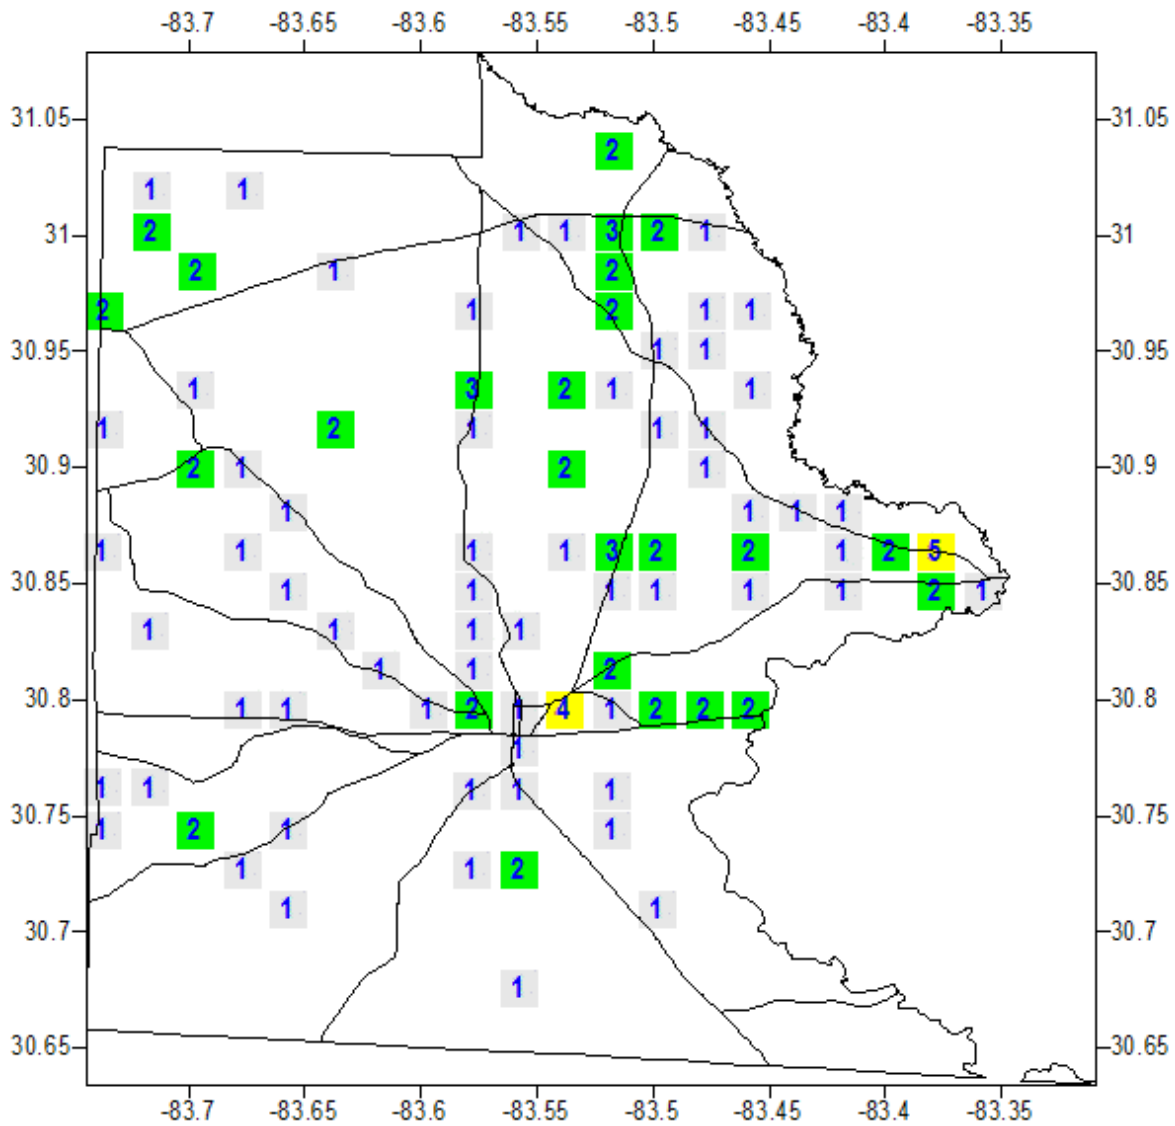 -83.7 -83.65 -83.6 -83.55 -83.5 -83.45 -83.4 -83.35
31.05 31.05
2
1 1
31 2 1 1 3 2 1 31
2 1 2
2 1 2 1 1
30.95 1 1 30.95
1 3 2 1 1
1 2 1 1 1
30.9 2 1 2 1 30.9
1 1 1 1
1 1 1 1 3 2 2 1 2 5
30.85 1 1 1 1 1 1 2 1 30.85
1 1 1 1
1 1 2
30.8 1 1 1 2 1 4 1 2 2 2 30.8
1
1 1 1 1 1
30.75 1 2 1 1 30.75
1 1 2
1 1
30.7 30.7
1
30.65 30.65
-83.7 -83.65 -83.6 -83.55 -83.5 -83.45 -83.4 -83.35